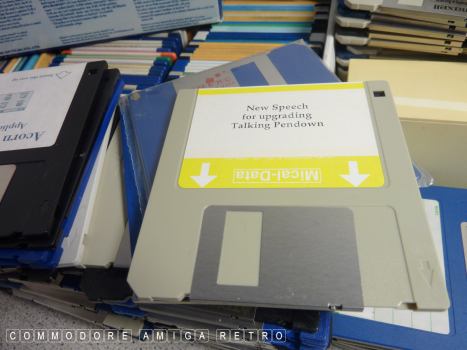 New Speech
for upgrading
Talking Pendown
Mical-Data
Acorn
COMMODORE AMIGA RETRO